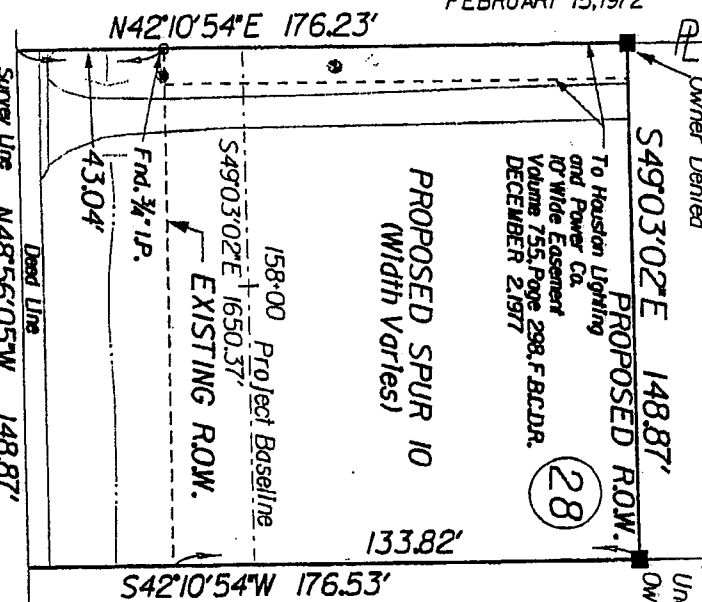 FEBRUARY 15,1972
N42°10'54"E 176.23'
PL
Owner Denied
S49°03'02"E 148.87'
PROPOSED R.O.W.
To Houston Lighting
and Power Co.
10' Wide Easement
Volume 755, Page 298, F.B.C.D.R.
DECEMBER 2,1977
28
PROPOSED SPUR 10
(Width Varies)
158+00 Project Baseline
S49°03'02"E 1650.37'
EXISTING R.O.W.
Fnd. 3/4" I.P.
43.04'
Deed Line
Survey Line N48°56'05"W 148.87'
133.82'
S42°10'54"W 176.53'